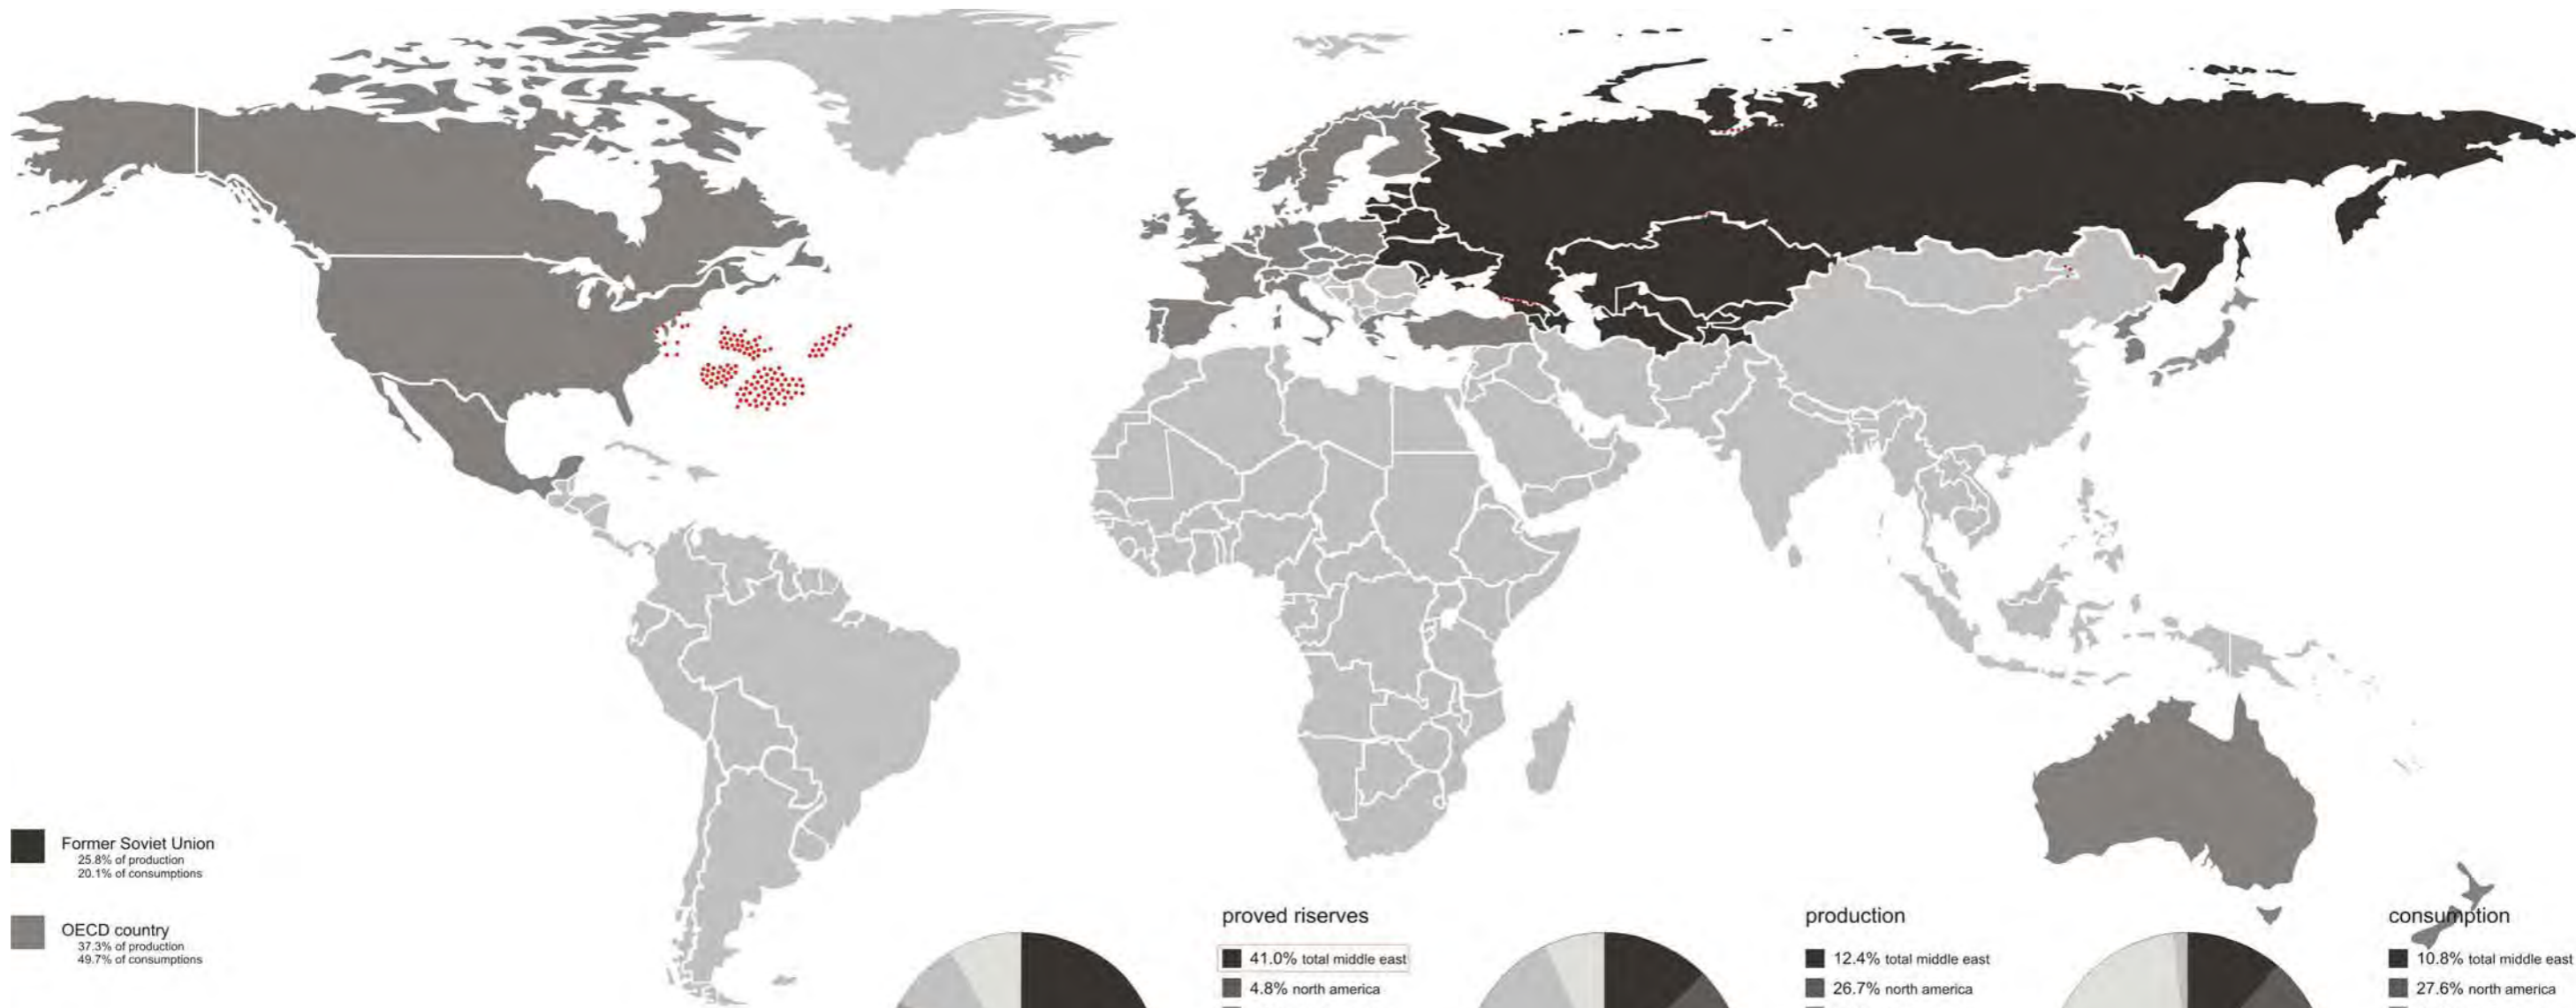 Former Soviet Union
25.8% of production
20.1% of consumptions
OECD country
37.3% of production
49.7% of consumptions
proved riserves
41.0% total middle east
4.8% north america
production
12.4% total middle east
26.7% north america
consumption
10.8% total middle east
27.6% north america